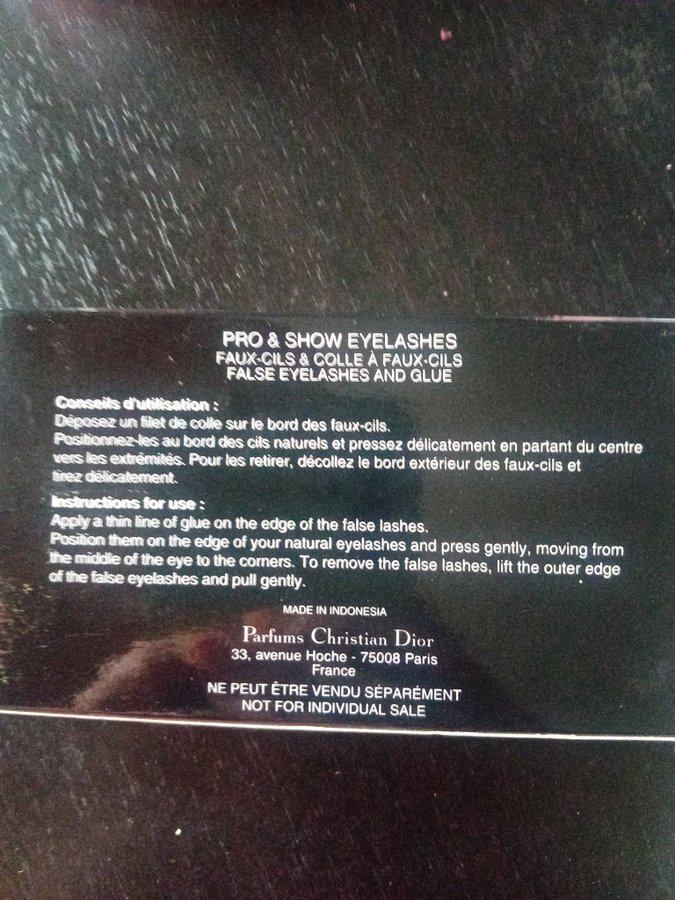 PRO & SHOW EYELASHES
FAUX-CILS & COLLE À FAUX-CILS
FALSE EYELASHES AND GLUE
Conseils d'utilisation :
Déposez un filet de colle sur le bord des faux-cils.
Positionnez-les au bord des cils naturels et pressez délicatement en partant du centre
vers les extrémités. Pour les retirer, décollez le bord extérieur des faux-cils et
tirez délicatement.
Instructions for use :
Apply a thin line of glue on the edge of the false lashes.
Position them on the edge of your natural eyelashes and press gently, moving from
the middle of the eye to the corners. To remove the false lashes, lift the outer edge
of the false eyelashes and pull gently.
MADE IN INDONESIA
Parfums Christian Dior
33, avenue Hoche - 75008 Paris
France
NE PEUT ÊTRE VENDU SÉPARÉMENT
NOT FOR INDIVIDUAL SALE